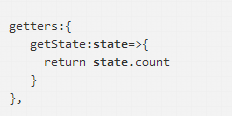 getters:{
   getState:state=>{
     return state.count
   }
},